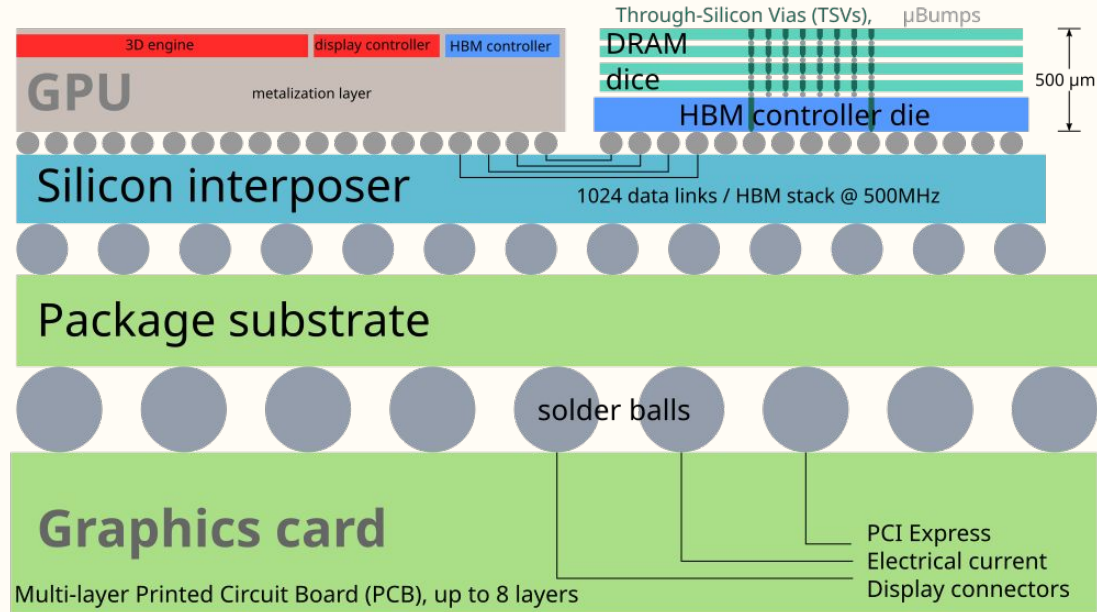 Through-Silicon Vias (TSVs), µBumps
3D engine
display controller
HBM controller
GPU
metalization layer
DRAM
dice
HBM controller die
500 µm
Silicon interposer
1024 data links / HBM stack @ 500MHz
Package substrate
solder balls
Graphics card
PCI Express
Electrical current
Display connectors
Multi-layer Printed Circuit Board (PCB), up to 8 layers